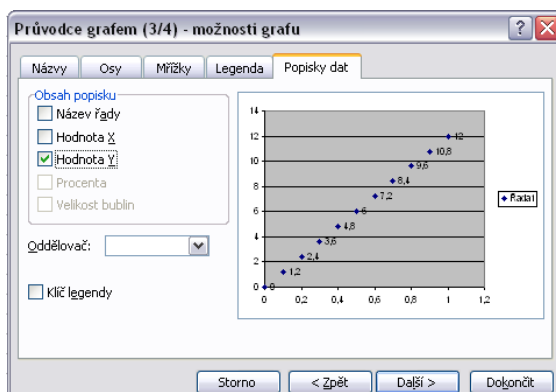 Průvodce grafem (3/4) - možnosti grafu
Názvy Osy Mřížky Legenda Popisky dat
Obsah popisku
Název řady
Hodnota X
Hodnota Y
Procenta
Velikost bublin
Oddělovač:
Klíč legendy
14
12
10
8
6
4
2
0
0 0,2 0,4 0,6 0,8 1 1,2
0
1,2
2,4
3,6
4,8
6
7,2
8,4
9,6
10,8
12
Řada1
Storno < Zpět Další > Dokončit